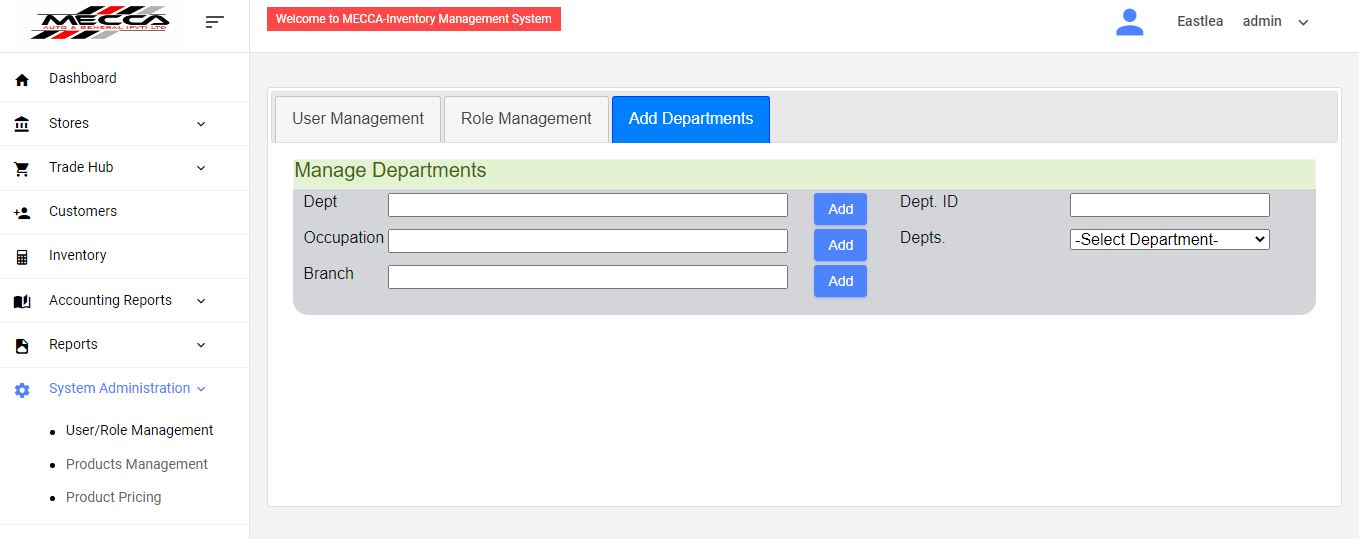 MECCA
AUTO & GENERAL (PVT) LTD
Welcome to MECCA-Inventory Management System
Eastlea admin
Dashboard
Stores
Trade Hub
Customers
Inventory
Accounting Reports
Reports
System Administration
User/Role Management
Products Management
Product Pricing
User Management Role Management Add Departments
Manage Departments
Dept Add Dept. ID
Occupation Add Depts. -Select Department-
Branch Add